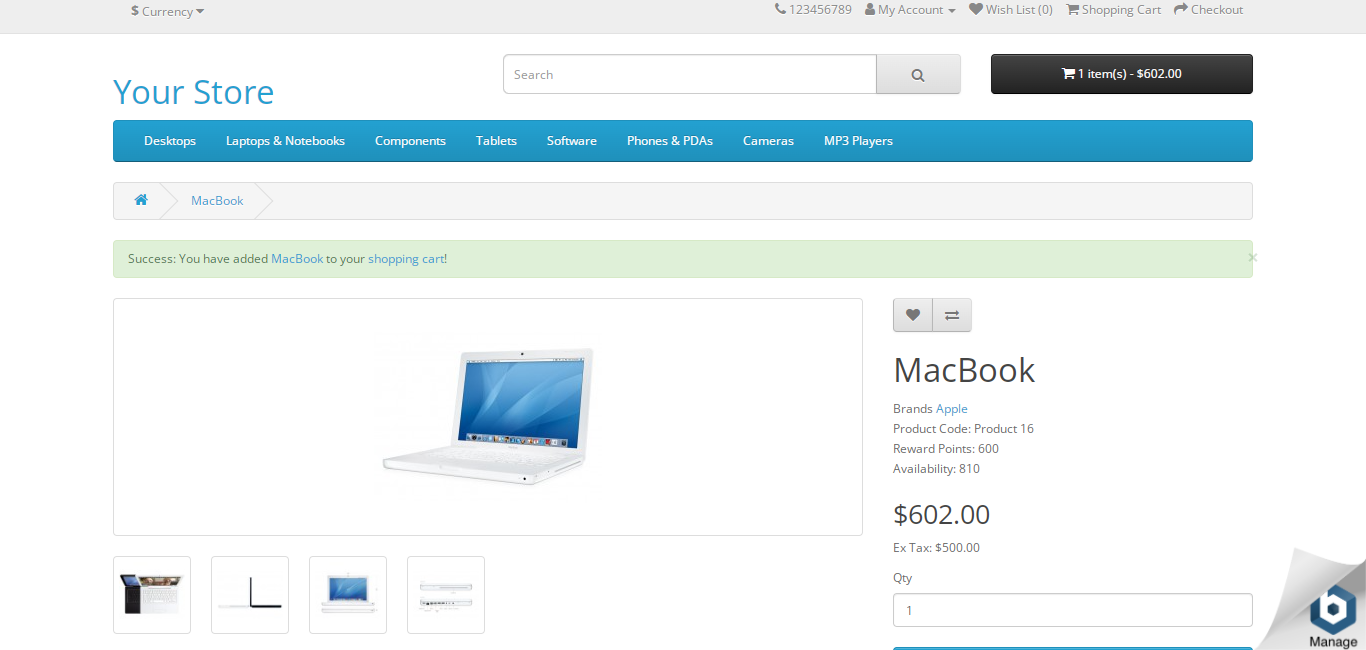 $ Currency
123456789 My Account Wish List (0) Shopping Cart Checkout
Your Store
Search
1 item(s) - $602.00
Desktops Laptops & Notebooks Components Tablets Software Phones & PDAs Cameras MP3 Players
MacBook
Success: You have added MacBook to your shopping cart!
×
MacBook
Brands Apple
Product Code: Product 16
Reward Points: 600
Availability: 810
$602.00
Ex Tax: $500.00
Qty
1
Manage